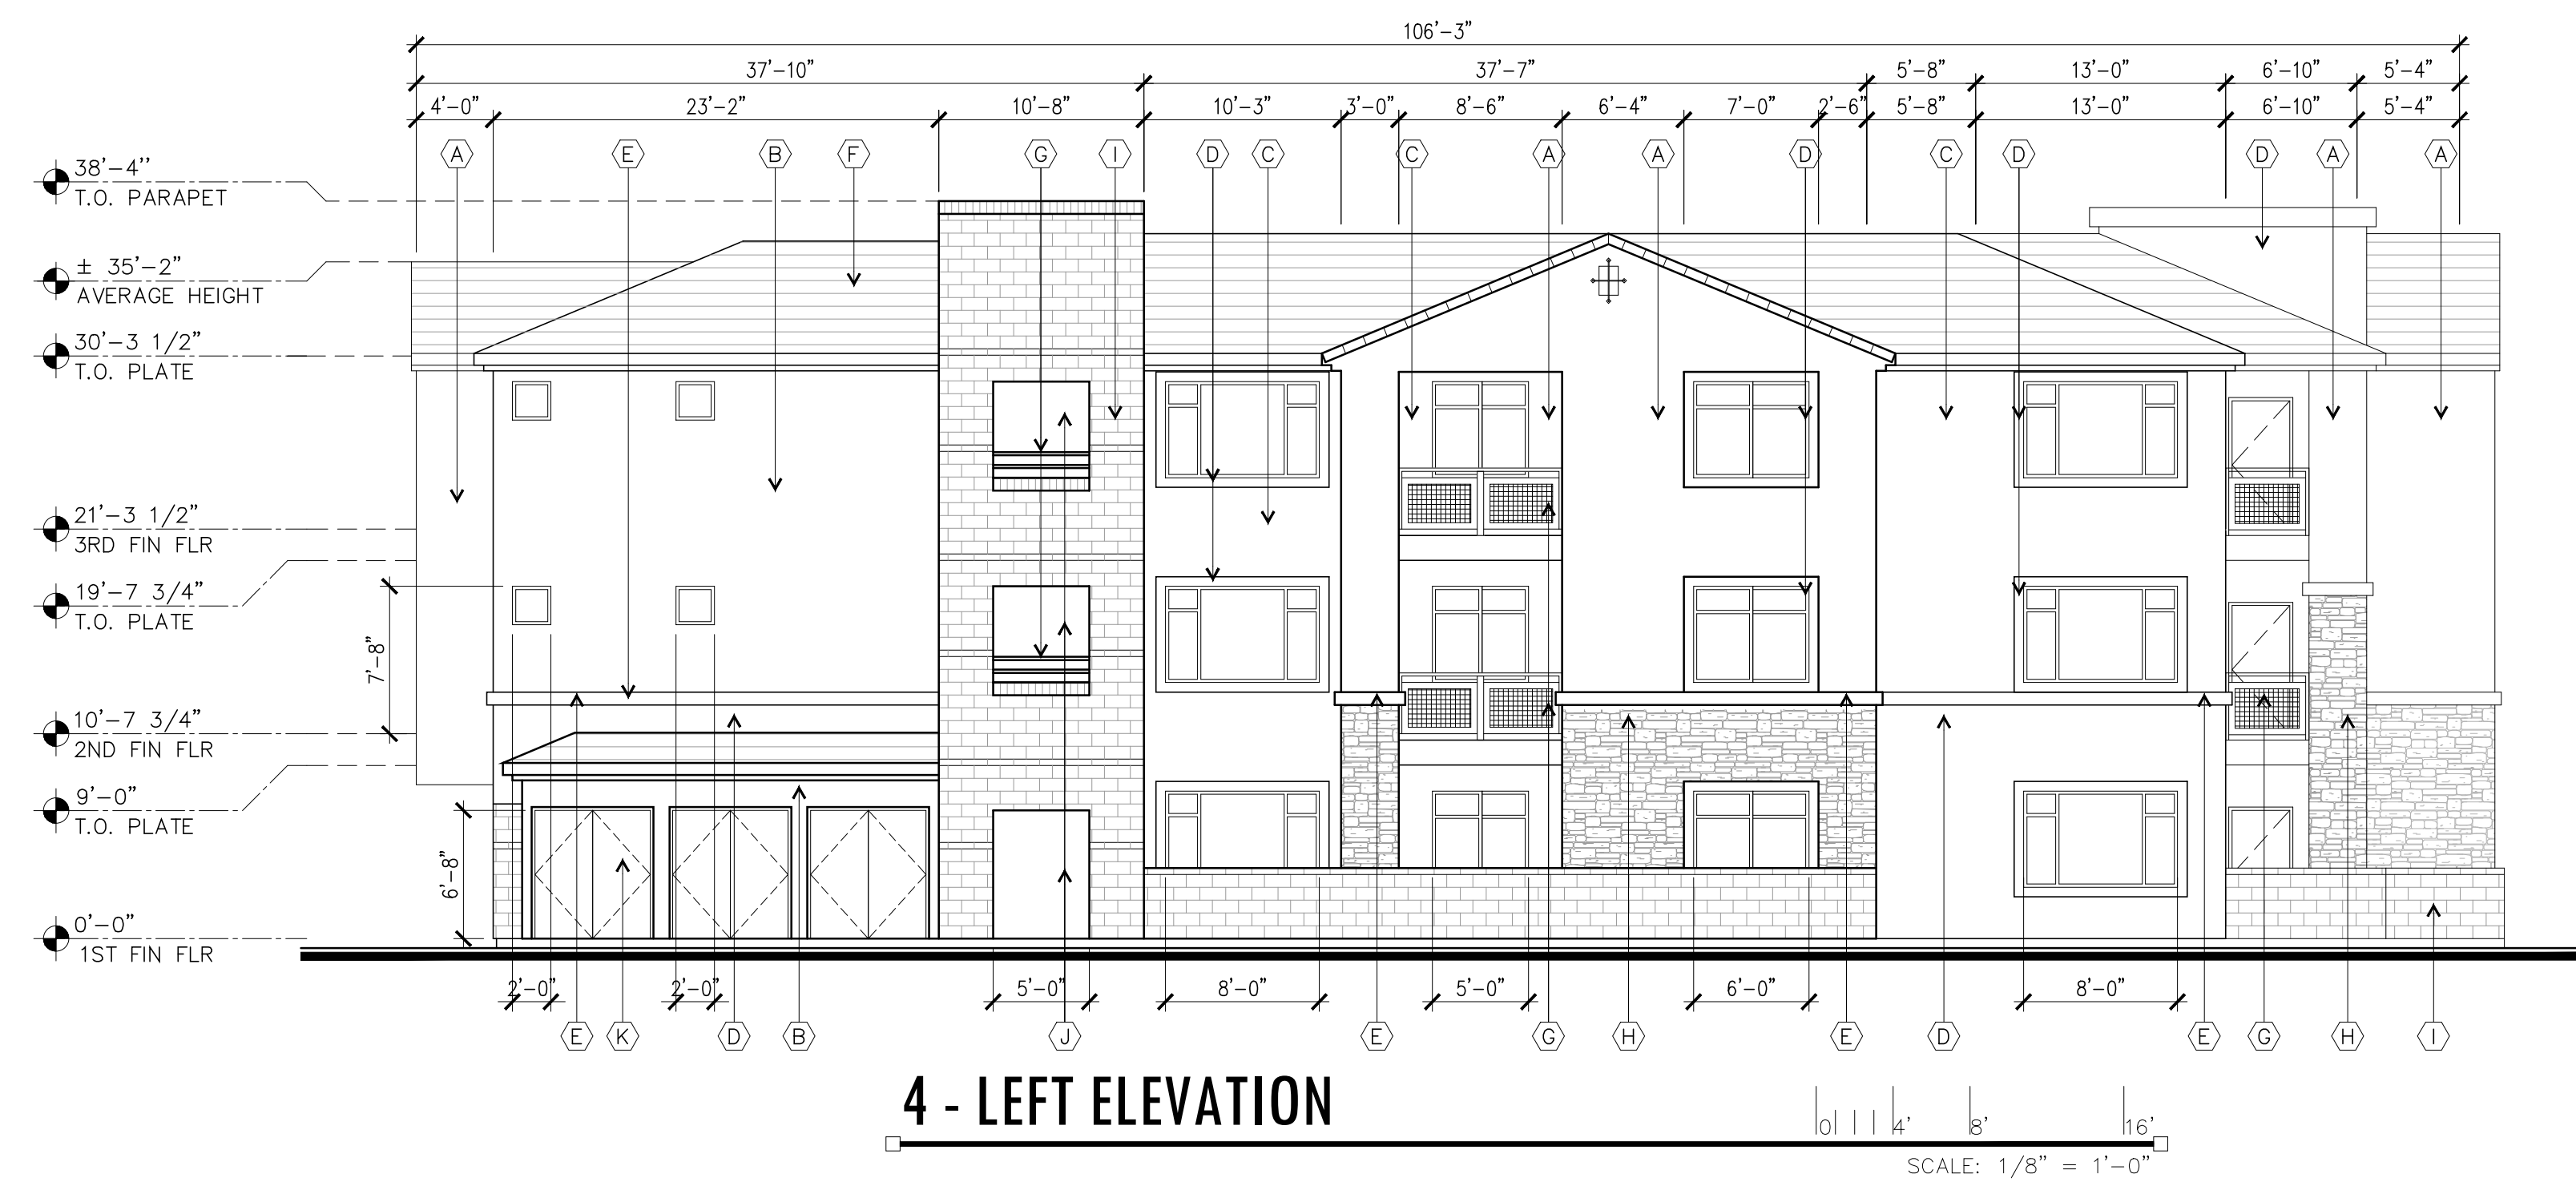 106'-3"
37'-10" 37'-7" 5'-8" 13'-0" 6'-10" 5'-4"
4'-0" 23'-2" 10'-8" 10'-3" 3'-0" 8'-6" 6'-4" 7'-0" 2'-6" 5'-8" 13'-0" 6'-10" 5'-4"
A E B F G I D C C A A D C D D A A
38'-4''
T.O. PARAPET
± 35'-2"
AVERAGE HEIGHT
30'-3 1/2"
T.O. PLATE
21'-3 1/2"
3RD FIN FLR
19'-7 3/4"
T.O. PLATE
7'-8"
10'-7 3/4"
2ND FIN FLR
9'-0"
T.O. PLATE
6'-8"
0'-0"
1ST FIN FLR
2'-0" 2'-0" 5'-0" 8'-0" 5'-0" 6'-0" 8'-0"
E K D B J E G H E D E G H I
4 - LEFT ELEVATION
0 4' 8' 16'
SCALE: 1/8" = 1'-0"